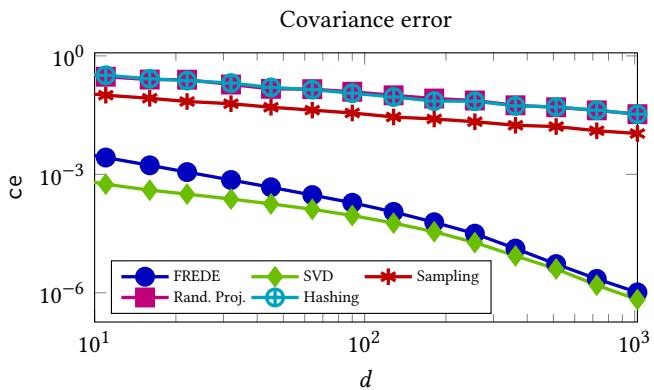 Covariance error
10^0
10^-3
10^-6
ce
FREDE SVD Sampling
Rand. Proj. Hashing
10^1 10^2 10^3
d